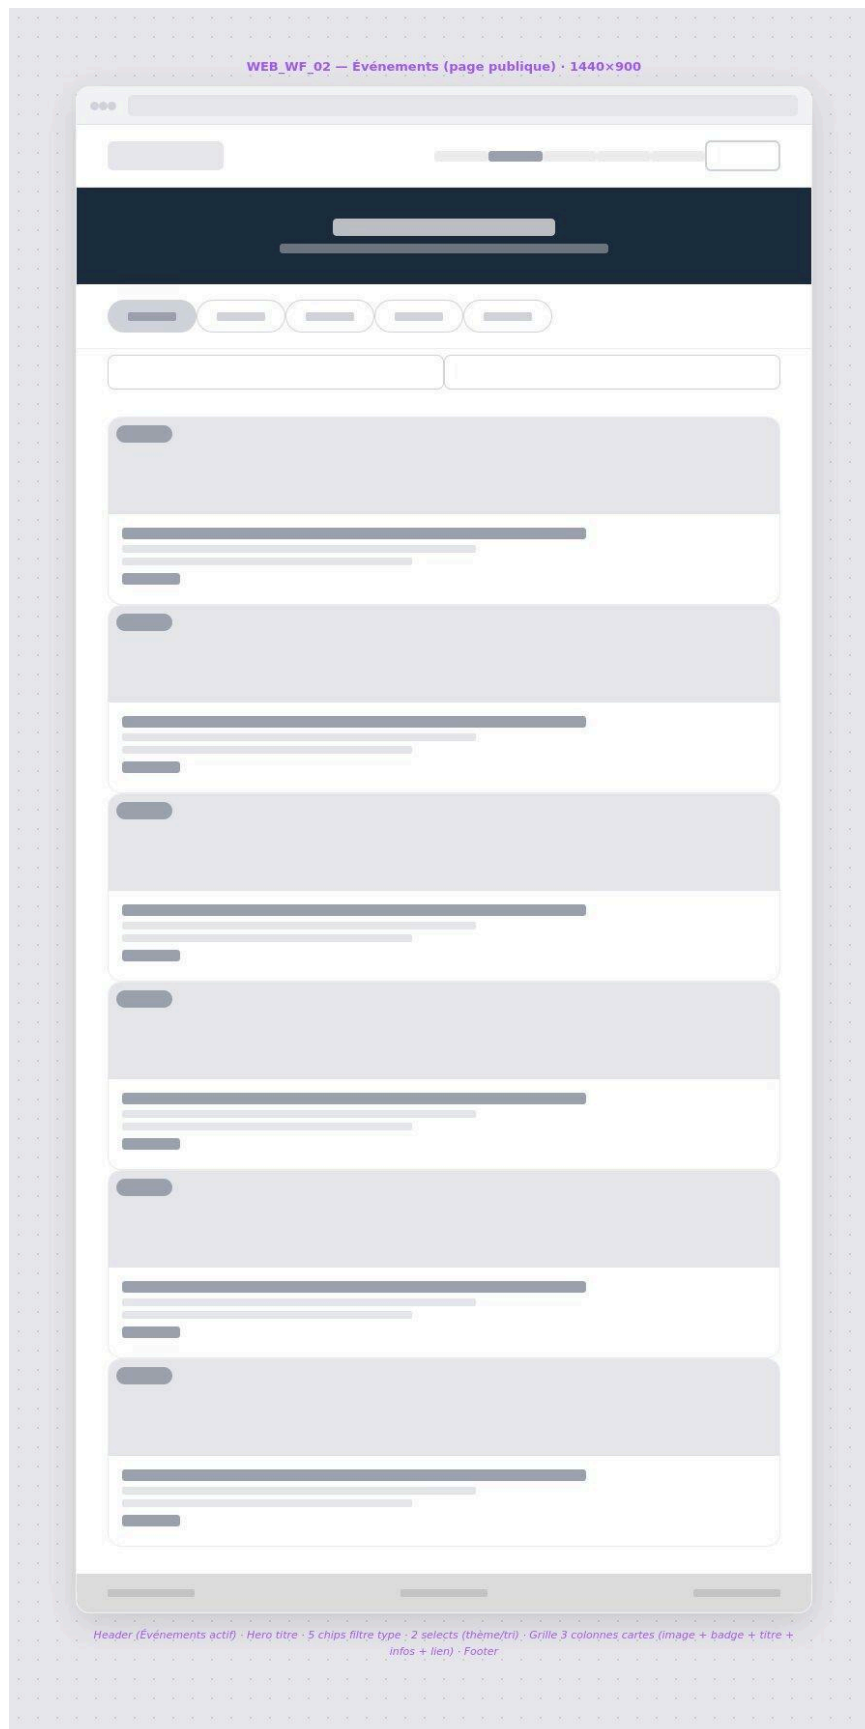 WEB_WF_02 — Événements (page publique) · 1440×900
Header (Événements actif) · Hero titre · 5 chips filtre type · 2 selects (thème/tri) · Grille 3 colonnes cartes (image + badge + titre +
infos + lien) · Footer